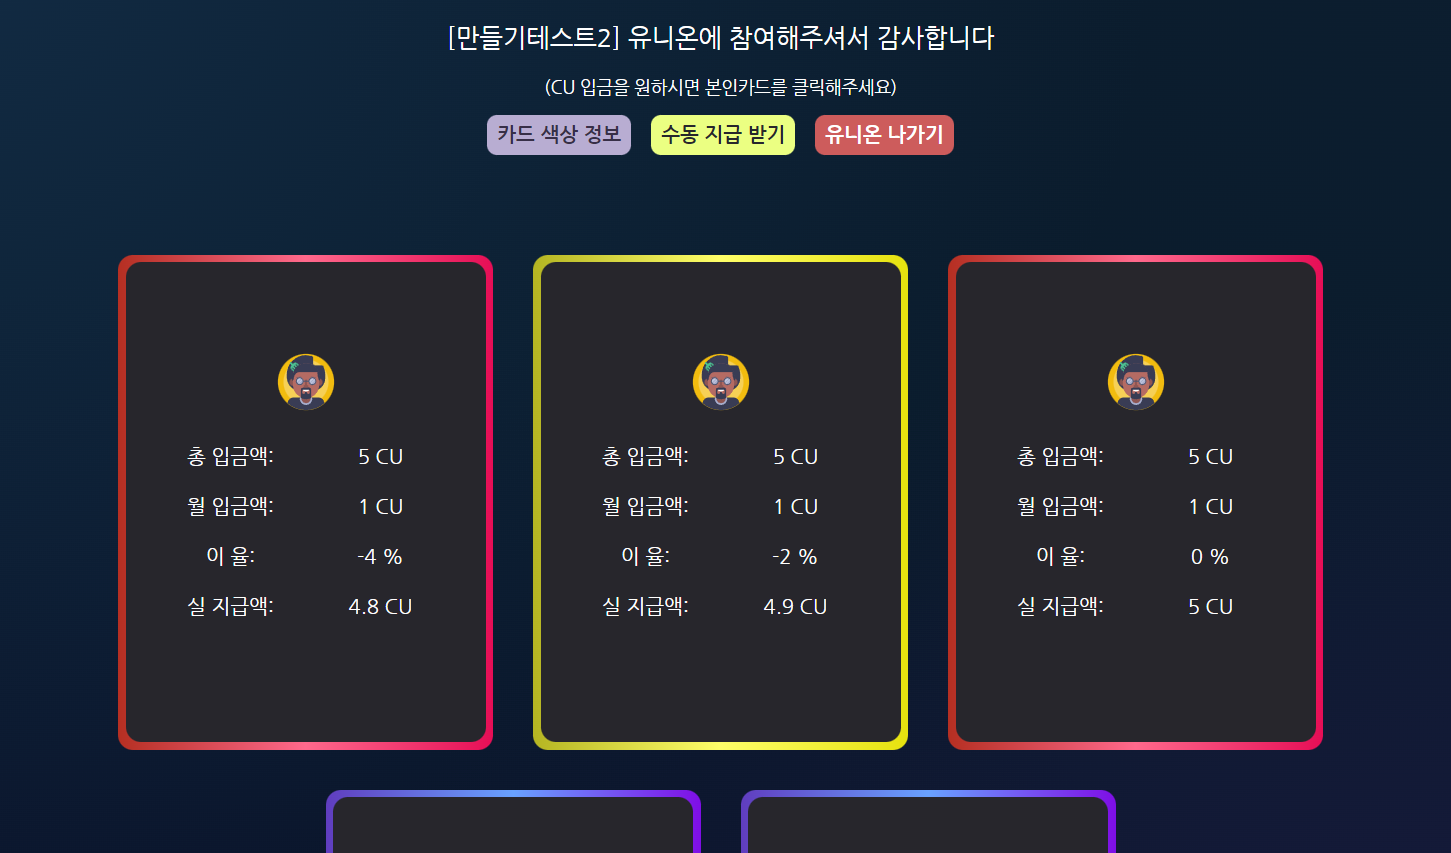 [만들기테스트2] 유니온에 참여해주셔서 감사합니다
(CU 입금을 원하시면 본인카드를 클릭해주세요)
카드 색상 정보 수동 지급 받기 유니온 나가기
총 입금액: 5 CU
월 입금액: 1 CU
이 율: -4 %
실 지급액: 4.8 CU
총 입금액: 5 CU
월 입금액: 1 CU
이 율: -2 %
실 지급액: 4.9 CU
총 입금액: 5 CU
월 입금액: 1 CU
이 율: 0 %
실 지급액: 5 CU